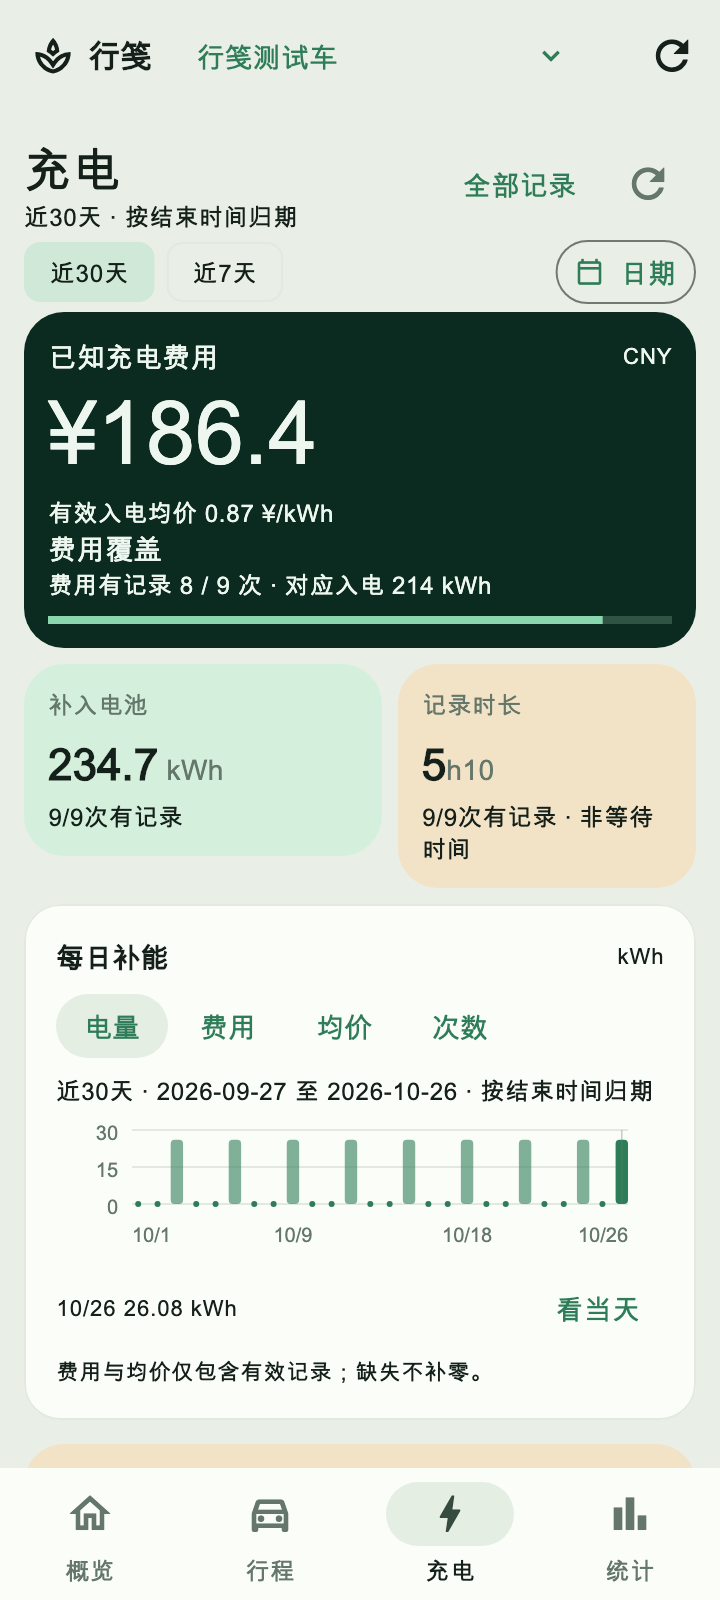 行笺 行笺测试车
充电
全部记录
近30天 · 按结束时间归期
近30天 近7天 日期
已知充电费用 CNY
¥186.4
有效入电均价 0.87 ¥/kWh
费用覆盖
费用有记录 8 / 9 次 · 对应入电 214 kWh
补入电池
234.7 kWh
9/9次有记录
记录时长
5h10
9/9次有记录 · 非等待
时间
每日补能 kWh
电量 费用 均价 次数
近30天 · 2026-09-27 至 2026-10-26 · 按结束时间归期
30
15
0
10/1 10/9 10/18 10/26
10/26 26.08 kWh 看当天
费用与均价仅包含有效记录；缺失不补零。
概览 行程 充电 统计